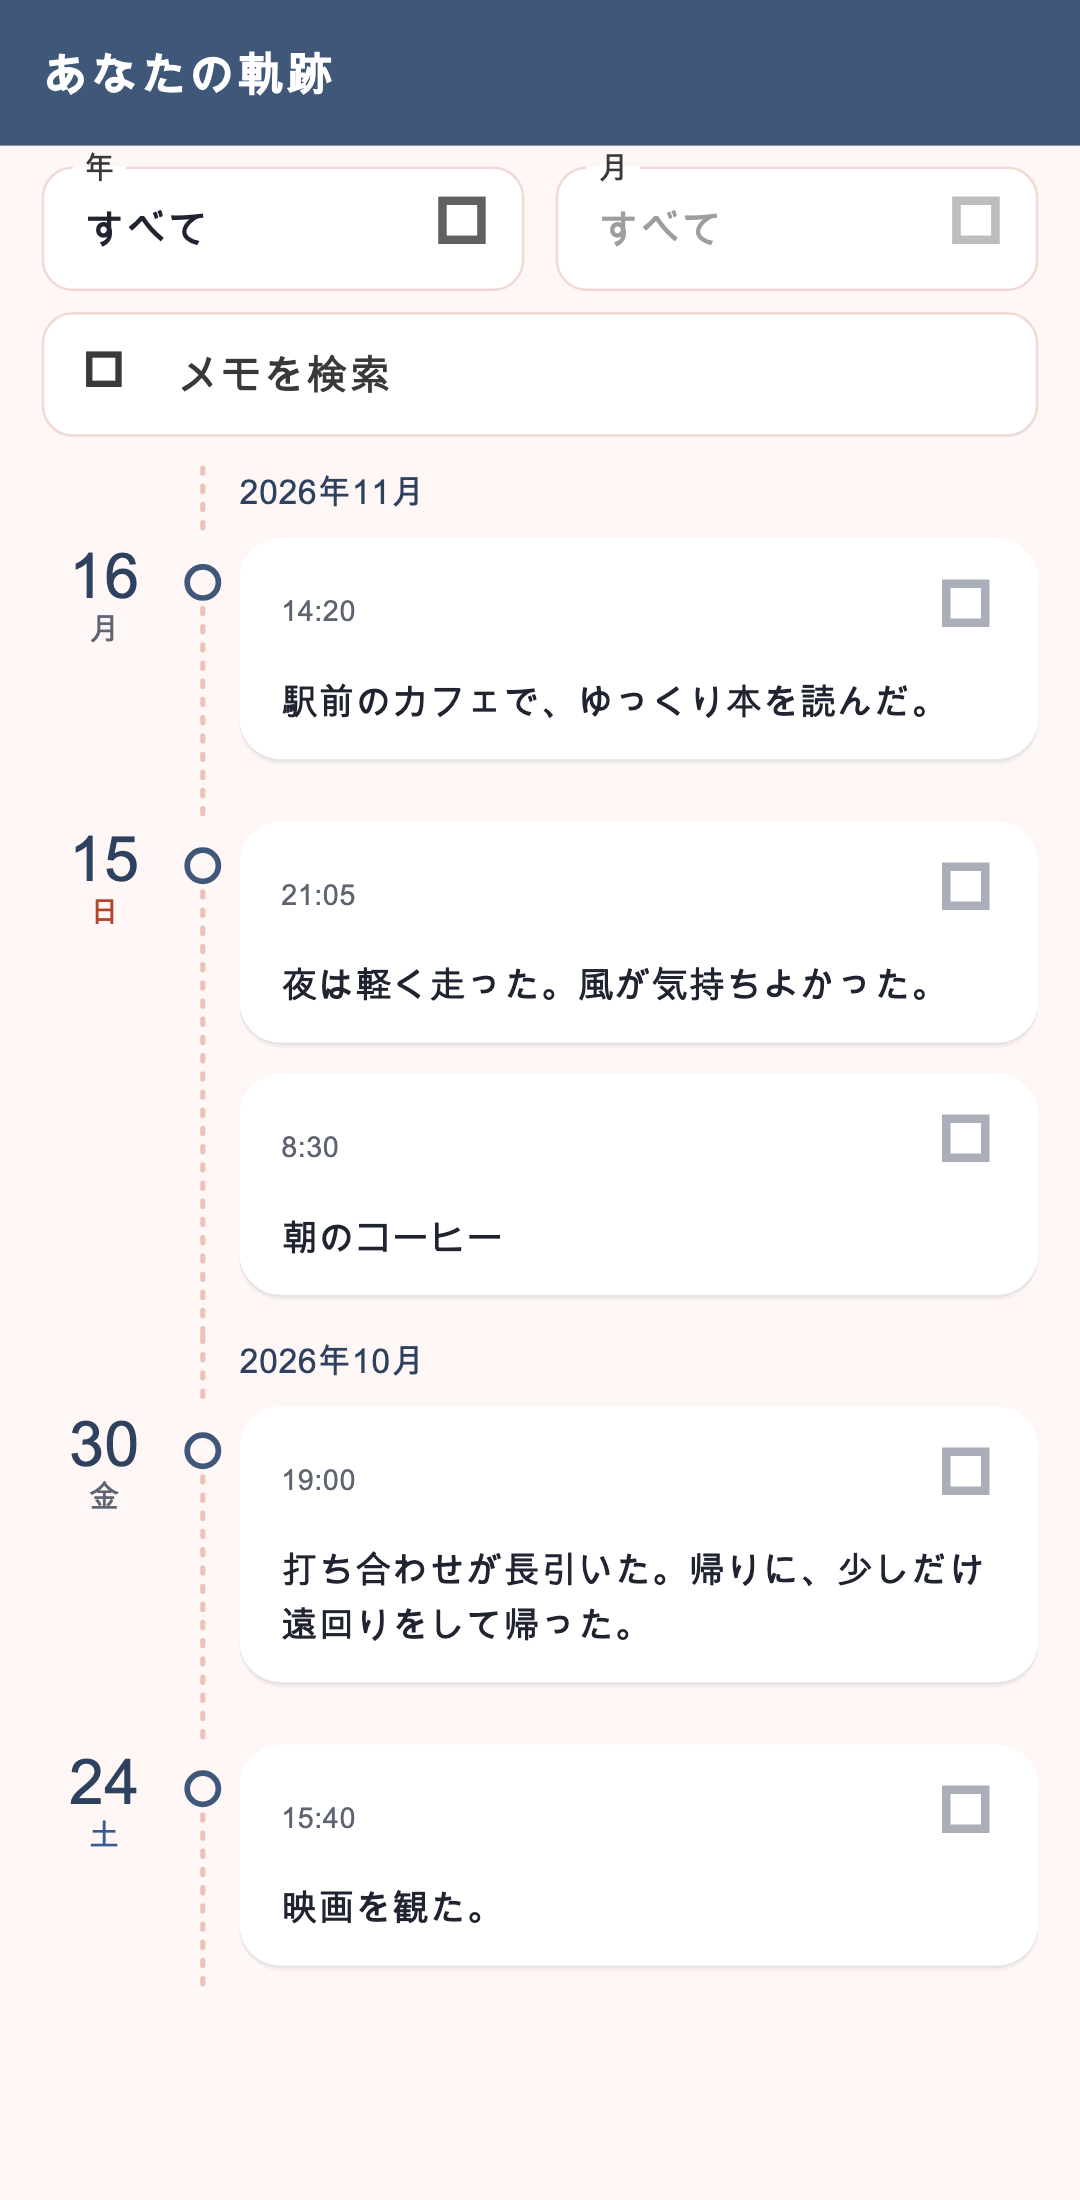 あなたの軌跡
年
すべて
月
すべて
メモを検索
2026年11月
16
月
14:20
駅前のカフェで、ゆっくり本を読んだ。
15
日
21:05
夜は軽く走った。風が気持ちよかった。
8:30
朝のコーヒー
2026年10月
30
金
19:00
打ち合わせが長引いた。帰りに、少しだけ
遠回りをして帰った。
24
土
15:40
映画を観た。